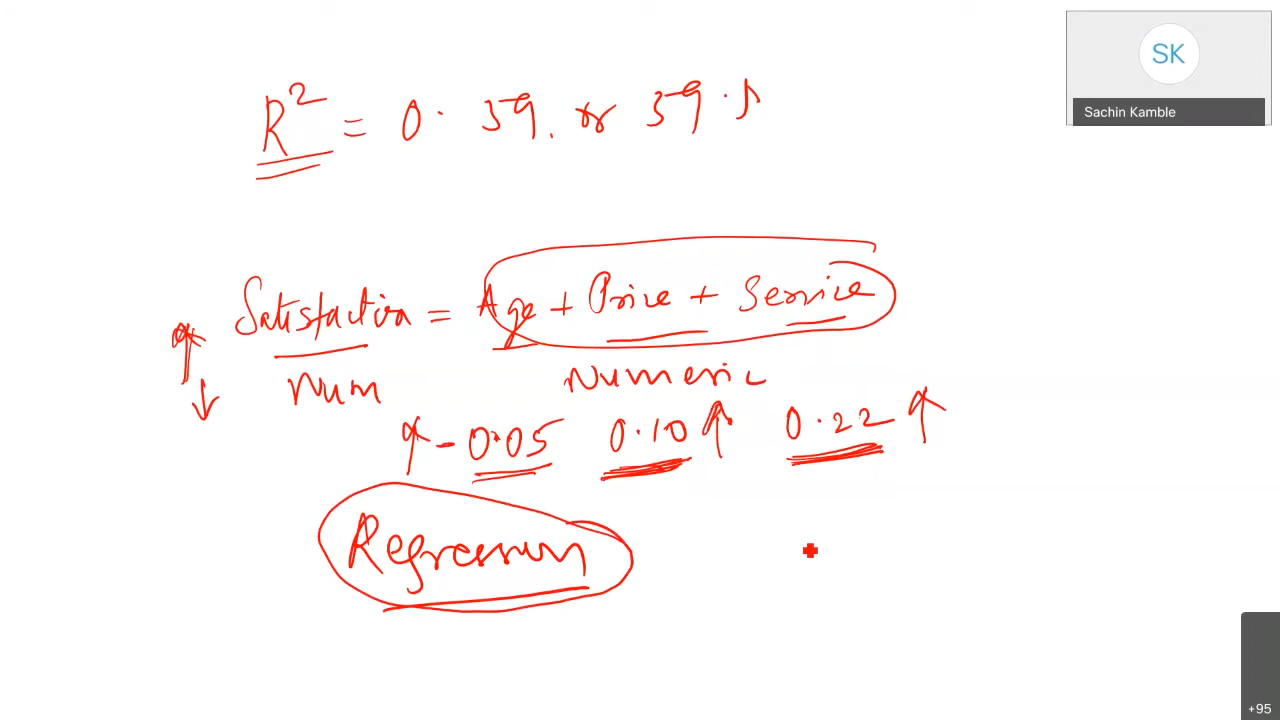 SK
Sachin Kamble
R² = 0.39. or 39.%
Satisfaction = Age + Price + Service
Num Numeric
↑ -0.05 0.10 ↑ 0.22 ↑
Regression
+95